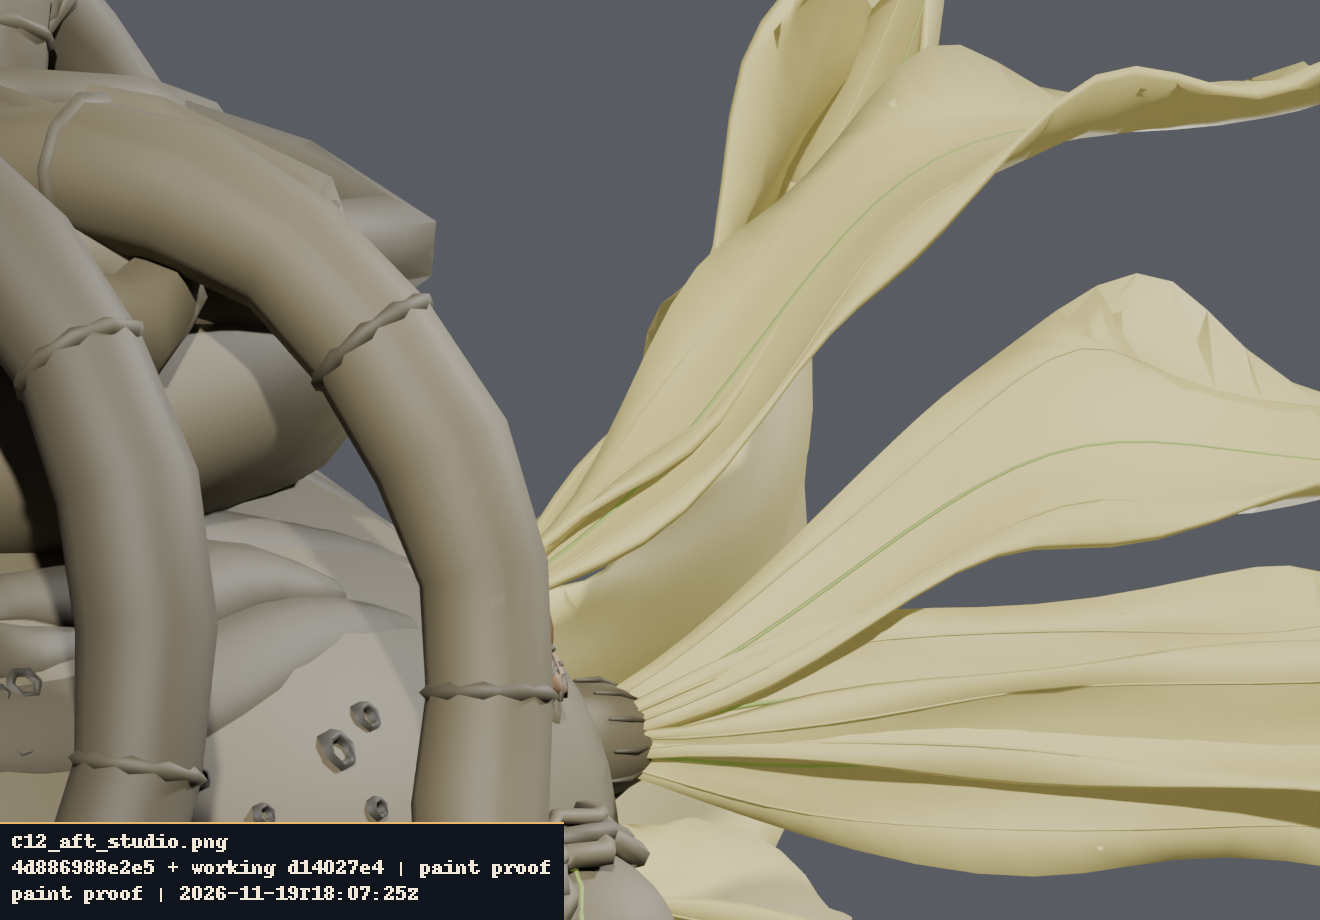 C12_aft_studio.png
4d886988e2e5 + working d14027e4 | paint proof
paint proof | 2026-11-19T18:07:25Z